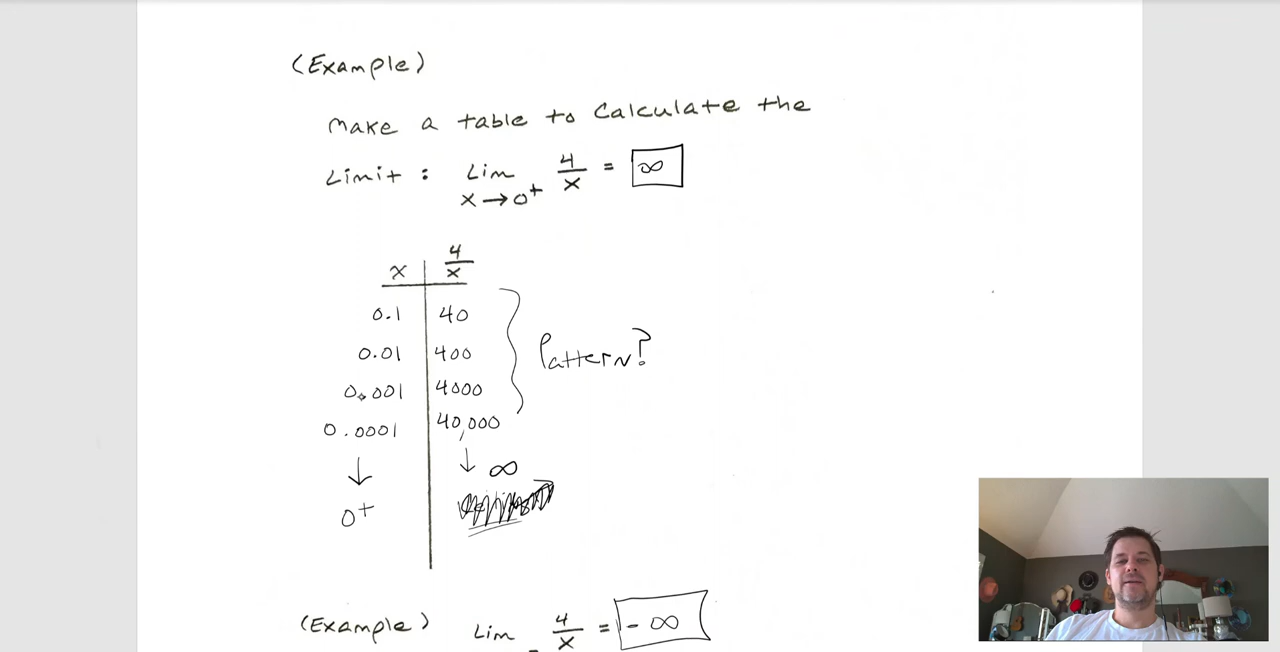 (Example)
Make a table to Calculate the
Limit: Lim x→0⁺ 4/x = ∞
x | 4/x
0.1 | 40
0.01 | 400
0.001 | 4000
0.0001 | 40,000
↓ | ↓ ∞
0⁺
Pattern?
(Example) Lim 4/x = -∞